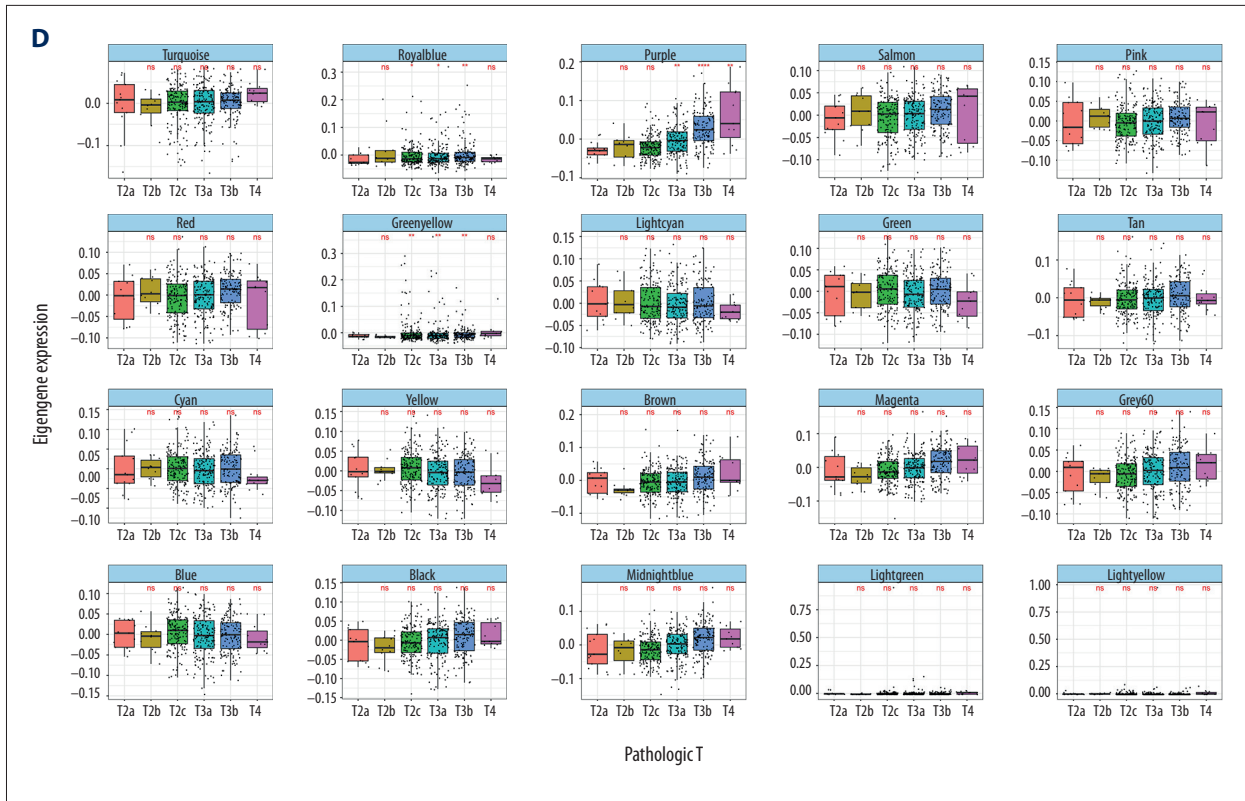 D
Turquoise Royalblue Purple Salmon Pink
ns ns ns ns ns
0.0
−0.1
T2a T2b T2c T3a T3b T4
ns * * ** ns
0.3
0.2
0.1
0.0
T2a T2b T2c T3a T3b T4
ns ns ** **** **
0.2
0.1
0.0
−0.1
T2a T2b T2c T3a T3b T4
ns ns ns ns ns
0.10
0.05
0.00
−0.05
−0.10
T2a T2b T2c T3a T3b T4
ns ns ns ns ns
0.15
0.10
0.05
0.00
−0.05
−0.10
T2a T2b T2c T3a T3b T4
Red Greenyellow Lightcyan Green Tan
ns ns ns ns ns
0.10
0.05
0.00
−0.05
−0.10
T2a T2b T2c T3a T3b T4
ns ** ** ** ns
0.3
0.2
0.1
0.0
T2a T2b T2c T3a T3b T4
ns ns ns ns ns
0.15
0.10
0.05
0.00
−0.05
−0.10
T2a T2b T2c T3a T3b T4
ns ns ns ns ns
0.10
0.05
0.00
−0.05
−0.10
T2a T2b T2c T3a T3b T4
ns ns ns ns ns
0.1
0.0
−0.1
T2a T2b T2c T3a T3b T4
Eigengene expression
Cyan Yellow Brown Magenta Grey60
ns ns ns ns ns
0.15
0.10
0.05
0.00
−0.05
−0.10
T2a T2b T2c T3a T3b T4
ns ns ns ns ns
0.15
0.10
0.05
0.00
−0.05
−0.10
T2a T2b T2c T3a T3b T4
ns ns ns ns ns
0.2
0.1
0.0
−0.1
T2a T2b T2c T3a T3b T4
ns ns ns ns ns
0.1
0.0
−0.1
T2a T2b T2c T3a T3b T4
ns ns ns ns ns
0.15
0.10
0.05
0.00
−0.05
−0.10
T2a T2b T2c T3a T3b T4
Blue Black Midnightblue Lightgreen Lightyellow
ns ns ns ns ns
0.10
0.05
0.00
−0.05
−0.10
−0.15
T2a T2b T2c T3a T3b T4
ns ns ns ns ns
0.15
0.10
0.05
0.00
−0.05
−0.10
−0.15
T2a T2b T2c T3a T3b T4
ns ns ns ns ns
0.1
0.0
−0.1
T2a T2b T2c T3a T3b T4
ns ns ns ns ns
0.75
0.50
0.25
0.00
T2a T2b T2c T3a T3b T4
ns ns ns ns ns
1.00
0.75
0.50
0.25
0.00
T2a T2b T2c T3a T3b T4
Pathologic T